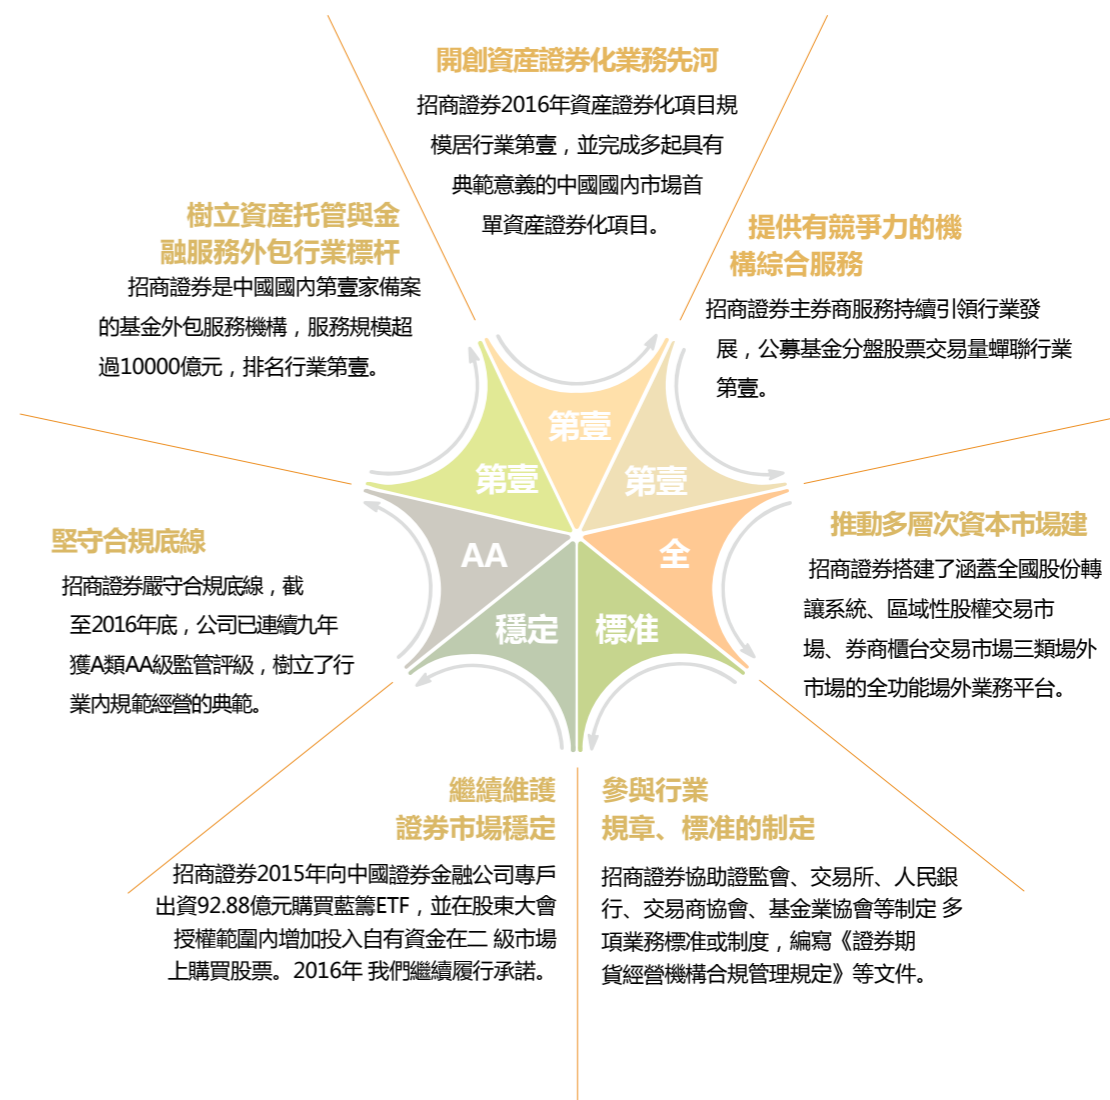 開創資産證券化業務先河
招商證券2016年資産證券化項目規
模居行業第壹，並完成多起具有
典範意義的中國國內市場首
單資産證券化項目。
提供有競爭力的機
構綜合服務
招商證券主券商服務持續引領行業發
展，公募基金分盤股票交易量蟬聯行業
第壹。
推動多層次資本市場建
招商證券搭建了涵蓋全國股份轉
讓系統、區域性股權交易市
場、券商櫃台交易市場三類場外
市場的全功能場外業務平台。
參與行業
規章、標准的制定
招商證券協助證監會、交易所、人民銀
行、交易商協會、基金業協會等制定 多
項業務標准或制度，編寫《證券期
貨經營機構合規管理規定》等文件。
繼續維護
證券市場穩定
招商證券2015年向中國證券金融公司專戶
出資92.88億元購買藍籌ETF，並在股東大會
授權範圍內增加投入自有資金在二 級市場
上購買股票。2016年 我們繼續履行承諾。
堅守合規底線
招商證券嚴守合規底線，截
至2016年底，公司已連續九年
獲A類AA級監管評級，樹立了行
業內規範經營的典範。
樹立資産托管與金
融服務外包行業標杆
招商證券是中國國內第壹家備案
的基金外包服務機構，服務規模超
過10000億元，排名行業第壹。
第壹
第壹
全
標准
穩定
AA
第壹